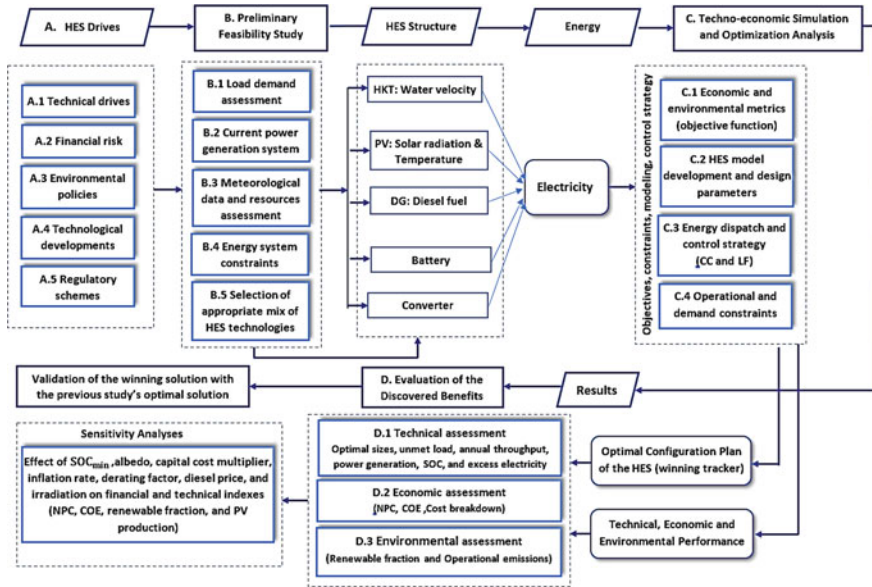 A. HES Drives
B. Preliminary
Feasibility Study
HES Structure
Energy
C. Techno-economic Simulation
and Optimization Analysis
A.1 Technical drives
A.2 Financial risk
A.3 Environmental
policies
A.4 Technological
developments
A.5 Regulatory
schemes
B.1 Load demand
assessment
B.2 Current power
generation system
B.3 Meteorological
data and resources
assessment
B.4 Energy system
constraints
B.5 Selection of
appropriate mix of
HES technologies
HKT: Water velocity
PV: Solar radiation &
Temperature
DG: Diesel fuel
Battery
Converter
Electricity
Objectives, constraints, modeling, control strategy
C.1 Economic and
environmental metrics
(objective function)
C.2 HES model
development and design
parameters
C.3 Energy dispatch and
control strategy
(CC and LF)
C.4 Operational and
demand constraints
Validation of the winning solution with
the previous study's optimal solution
D. Evaluation of the
Discovered Benefits
Results
Sensitivity Analyses
Effect of SOCmin ,albedo, capital cost multiplier,
inflation rate, derating factor, diesel price, and
irradiation on financial and technical indexes
(NPC, COE, renewable fraction, and PV
production)
D.1 Technical assessment
Optimal sizes, unmet load, annual throughput,
power generation, SOC, and excess electricity
D.2 Economic assessment
(NPC, COE ,Cost breakdown)
D.3 Environmental assessment
(Renewable fraction and Operational emissions)
Optimal Configuration Plan
of the HES (winning tracker)
Technical, Economic and
Environmental Performance